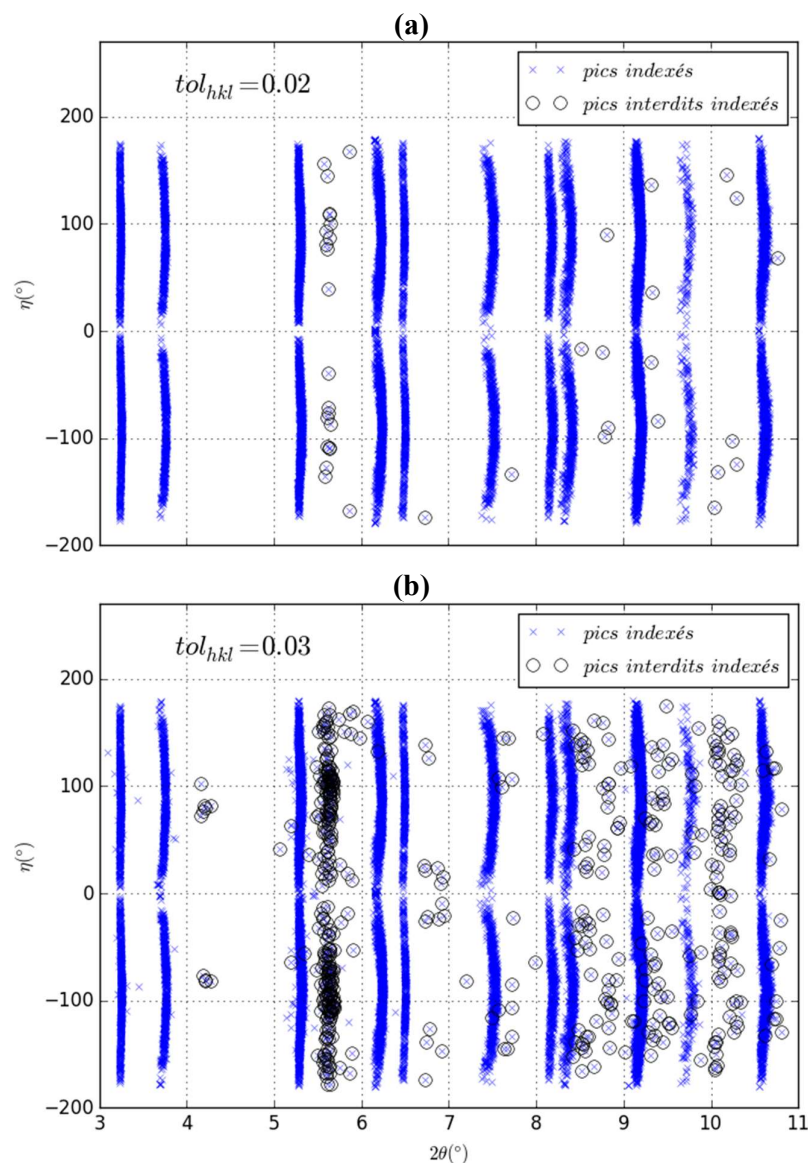 (a)
tol_hkl=0.02
pics indexés
pics interdits indexés
200
100
0
−100
−200
η(°)
(b)
tol_hkl=0.03
pics indexés
pics interdits indexés
200
100
0
−100
−200
η(°)
3 4 5 6 7 8 9 10 11
2θ(°)